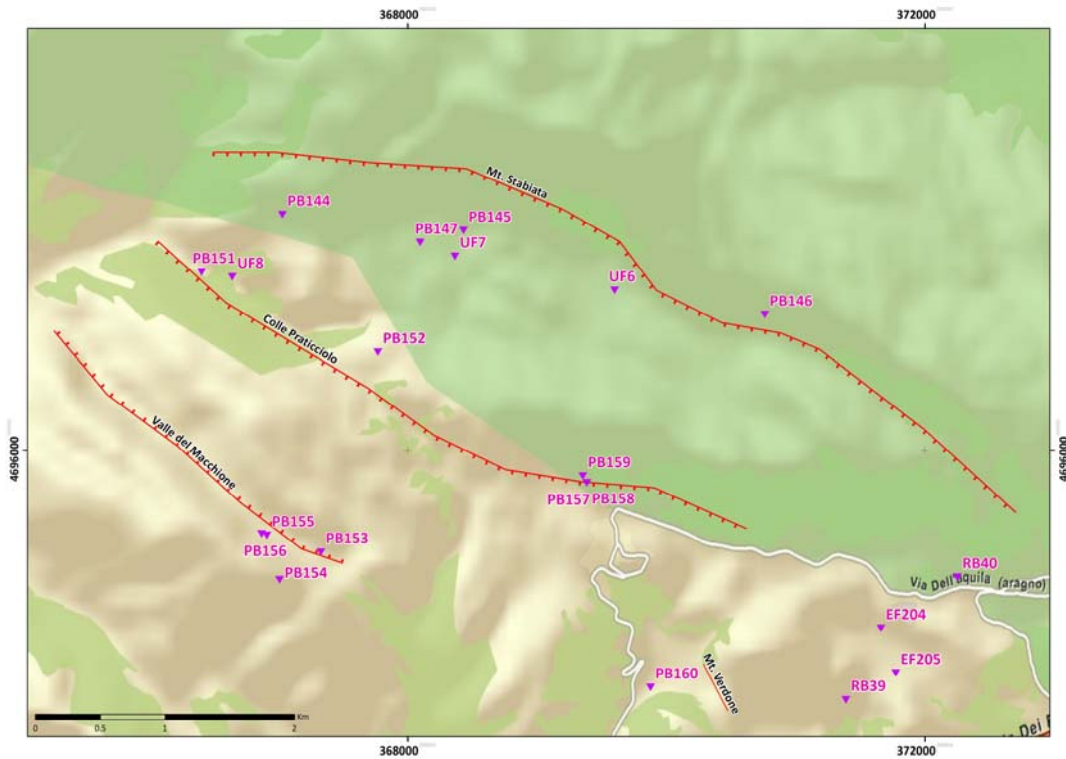 368000
372000
Mt. Stabiata
PB144
PB145
PB147
UF7
PB151
UF8
UF6
PB146
Colle Praticciolo
PB152
Valle del Macchione
4696000
4696000
PB159
PB157
PB158
PB155
PB156
PB153
PB154
RB40
Via Dell'Aquila (aragno)
EF204
EF205
PB160
Mt. Verdone
RB39
Dei
0
0.5
1
2
Km
368000
372000